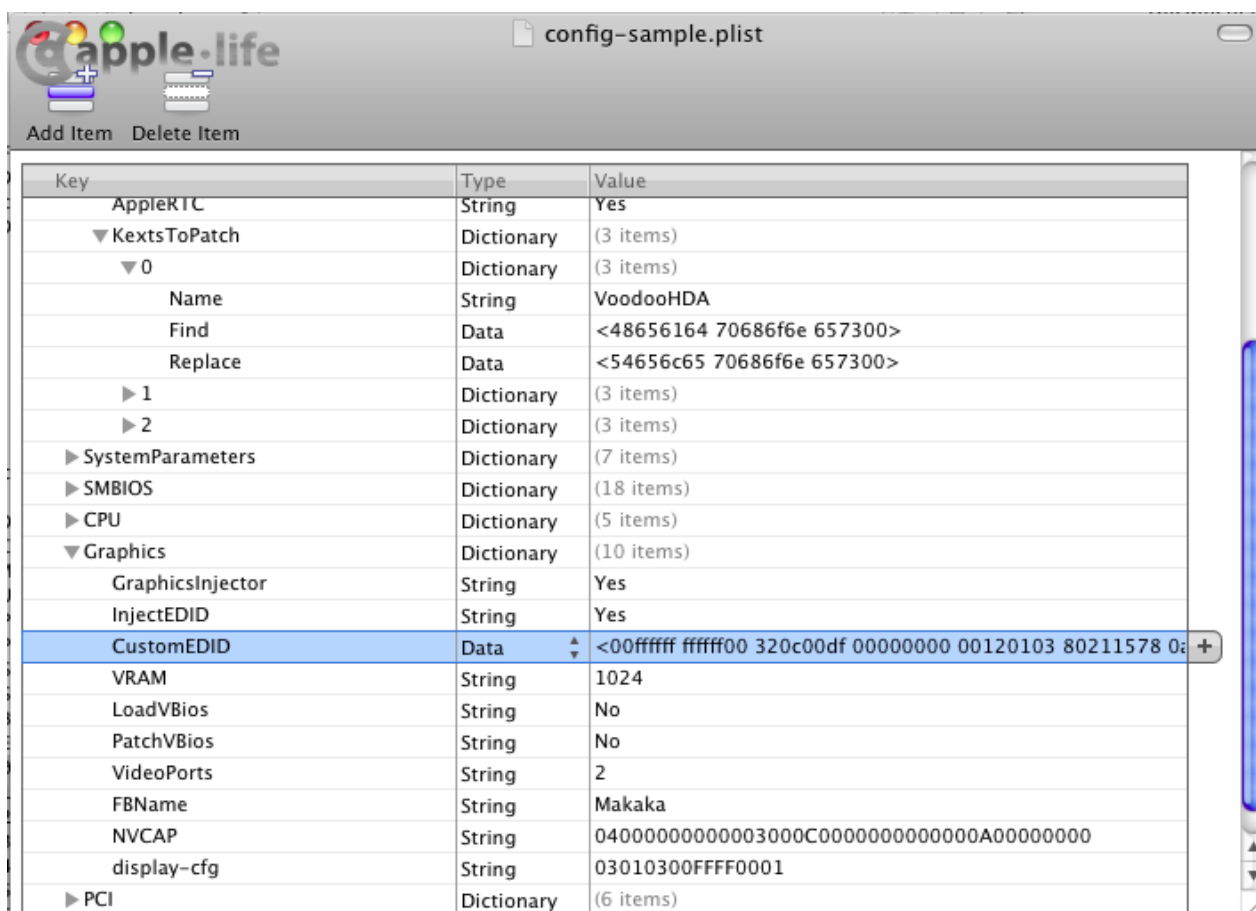 apple·life
config-sample.plist
Add Item Delete Item
Key Type Value
AppleRTC String Yes
KextsToPatch Dictionary (3 items)
0 Dictionary (3 items)
Name String VoodooHDA
Find Data <48656164 70686f6e 657300>
Replace Data <54656c65 70686f6e 657300>
1 Dictionary (3 items)
2 Dictionary (3 items)
SystemParameters Dictionary (7 items)
SMBIOS Dictionary (18 items)
CPU Dictionary (5 items)
Graphics Dictionary (10 items)
GraphicsInjector String Yes
InjectEDID String Yes
CustomEDID Data <00ffffff ffffff00 320c00df 00000000 00120103 80211578
VRAM String 1024
LoadVBios String No
PatchVBios String No
VideoPorts String 2
FBName String Makaka
NVCAP String 04000000000003000C0000000000000A00000000
display-cfg String 03010300FFFF0001
PCI Dictionary (6 items)